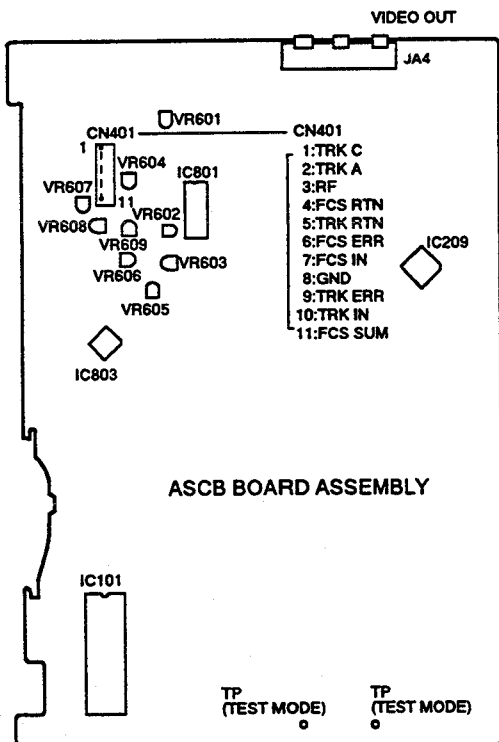 VIDEO OUT
JA4
VR601
CN401
CN401
1
VR604
IC801
1:TRK C
2:TRK A
3:RF
4:FCS RTN
5:TRK RTN
6:FCS ERR
7:FCS IN
8:GND
9:TRK ERR
10:TRK IN
11:FCS SUM
VR607
11
VR602
VR608
VR609
IC209
VR606
VR603
VR605
IC803
ASCB BOARD ASSEMBLY
IC101
TP
(TEST MODE)
TP
(TEST MODE)